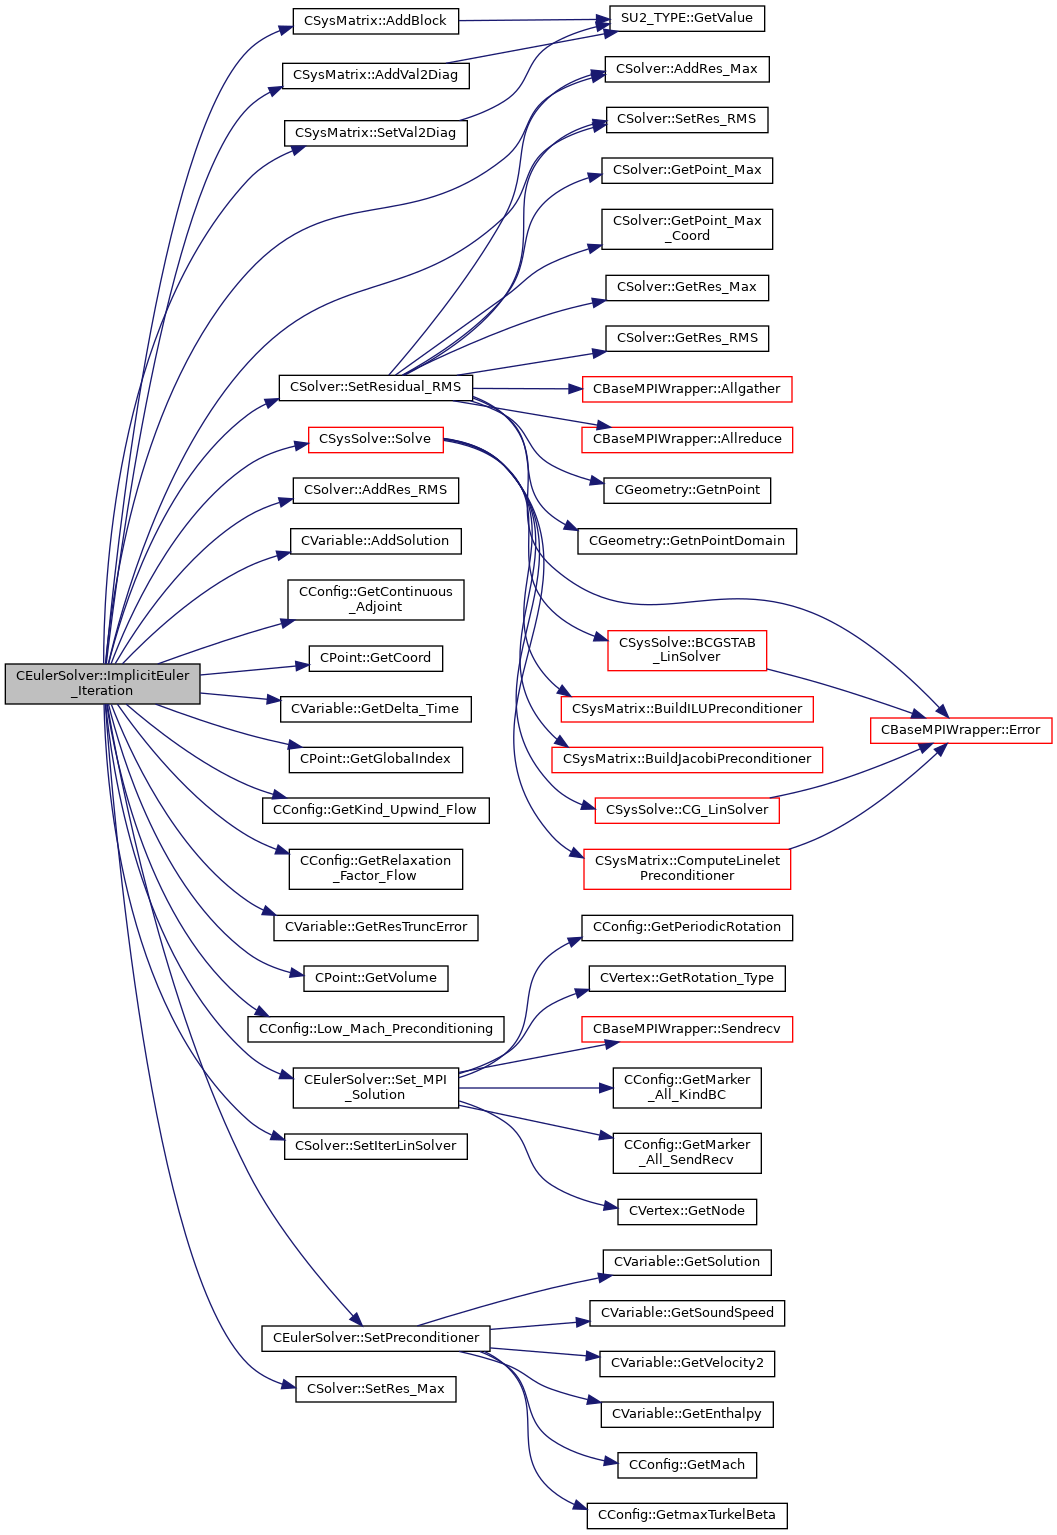 CEulerSolver::ImplicitEuler
_Iteration
CSysMatrix::AddBlock
CSysMatrix::AddVal2Diag
CSysMatrix::SetVal2Diag
CSolver::SetResidual_RMS
CSysSolve::Solve
CSolver::AddRes_RMS
CVariable::AddSolution
CConfig::GetContinuous
_Adjoint
CPoint::GetCoord
CVariable::GetDelta_Time
CPoint::GetGlobalIndex
CConfig::GetKind_Upwind_Flow
CConfig::GetRelaxation
_Factor_Flow
CVariable::GetResTruncError
CPoint::GetVolume
CConfig::Low_Mach_Preconditioning
CEulerSolver::Set_MPI
_Solution
CSolver::SetIterLinSolver
CEulerSolver::SetPreconditioner
CSolver::SetRes_Max
SU2_TYPE::GetValue
CSolver::AddRes_Max
CSolver::SetRes_RMS
CSolver::GetPoint_Max
CSolver::GetPoint_Max
_Coord
CSolver::GetRes_Max
CSolver::GetRes_RMS
CBaseMPIWrapper::Allgather
CBaseMPIWrapper::Allreduce
CGeometry::GetnPoint
CGeometry::GetnPointDomain
CSysSolve::BCGSTAB
_LinSolver
CSysMatrix::BuildILUPreconditioner
CSysMatrix::BuildJacobiPreconditioner
CSysSolve::CG_LinSolver
CSysMatrix::ComputeLinelet
Preconditioner
CConfig::GetPeriodicRotation
CVertex::GetRotation_Type
CBaseMPIWrapper::Sendrecv
CConfig::GetMarker
_All_KindBC
CConfig::GetMarker
_All_SendRecv
CVertex::GetNode
CVariable::GetSolution
CVariable::GetSoundSpeed
CVariable::GetVelocity2
CVariable::GetEnthalpy
CConfig::GetMach
CConfig::GetmaxTurkelBeta
CBaseMPIWrapper::Error